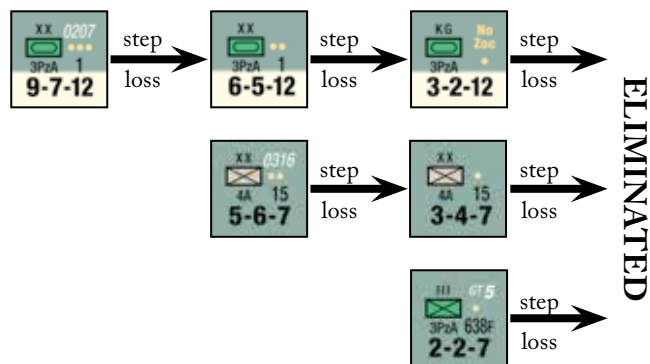 XX 0207
3PzA 1
9-7-12
step
loss
XX
3PzA 1
6-5-12
step
loss
KG No Zoc
3PzA
3-2-12
step
loss
XX 0316
4A 15
5-6-7
step
loss
XX
4A 15
3-4-7
step
loss
III GT 5
3PzA 638F
2-2-7
step
loss
ELIMINATED